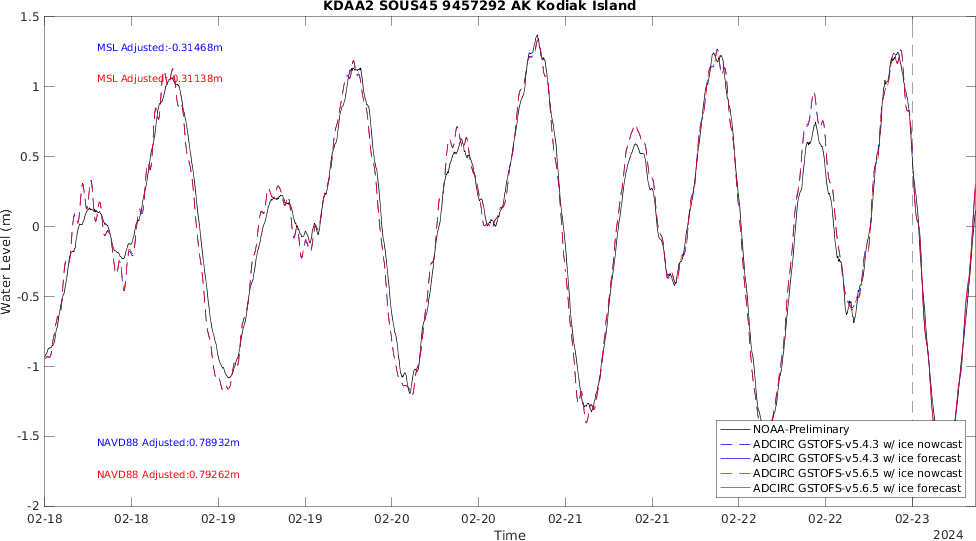 KDAA2 SOUS45 9457292 AK Kodiak Island
1.5
1
0.5
0
-0.5
-1
-1.5
-2
Water Level (m)
MSL Adjusted:-0.31468m
MSL Adjusted:-0.31138m
NAVD88 Adjusted:0.78932m
NAVD88 Adjusted:0.79262m
NOAA-Preliminary
ADCIRC GSTOFS-v5.4.3 w/ ice nowcast
ADCIRC GSTOFS-v5.4.3 w/ ice forecast
ADCIRC GSTOFS-v5.6.5 w/ ice nowcast
ADCIRC GSTOFS-v5.6.5 w/ ice forecast
02-18 02-18 02-19 02-19 02-20 02-20 02-21 02-21 02-22 02-22 02-23
Time
2024